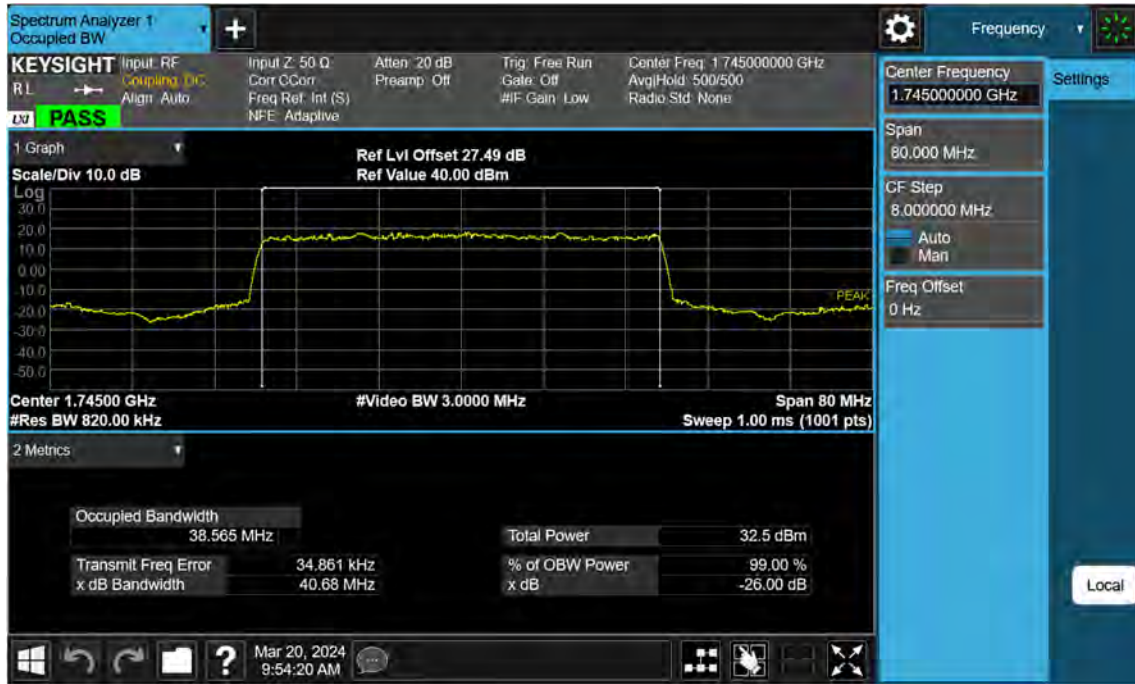 Spectrum Analyzer 1
Occupied BW
+
Frequency
KEYSIGHT
RL
LXI PASS
Input: RF
Coupling: DC
Align: Auto
Input Z: 50 Ω
Corr CCorr
Freq Ref: Int (S)
NFE: Adaptive
Atten: 20 dB
Preamp: Off
Trig: Free Run
Gate: Off
#IF Gain: Low
Center Freq: 1.745000000 GHz
Avg|Hold: 500/500
Radio Std: None
Center Frequency
1.745000000 GHz
Settings
Span
80.000 MHz
CF Step
8.000000 MHz
Auto
Man
Freq Offset
0 Hz
1 Graph
Scale/Div 10.0 dB
Ref Lvl Offset 27.49 dB
Ref Value 40.00 dBm
Log
30.0
20.0
10.0
0.00
-10.0
-20.0
-30.0
-40.0
-50.0
PEAK
Center 1.74500 GHz
#Res BW 820.00 kHz
#Video BW 3.0000 MHz
Span 80 MHz
Sweep 1.00 ms (1001 pts)
2 Metrics
Occupied Bandwidth
38.565 MHz
Total Power 32.5 dBm
Transmit Freq Error 34.861 kHz
% of OBW Power 99.00 %
x dB Bandwidth 40.68 MHz
x dB -26.00 dB
Local
?
Mar 20, 2024
9:54:20 AM